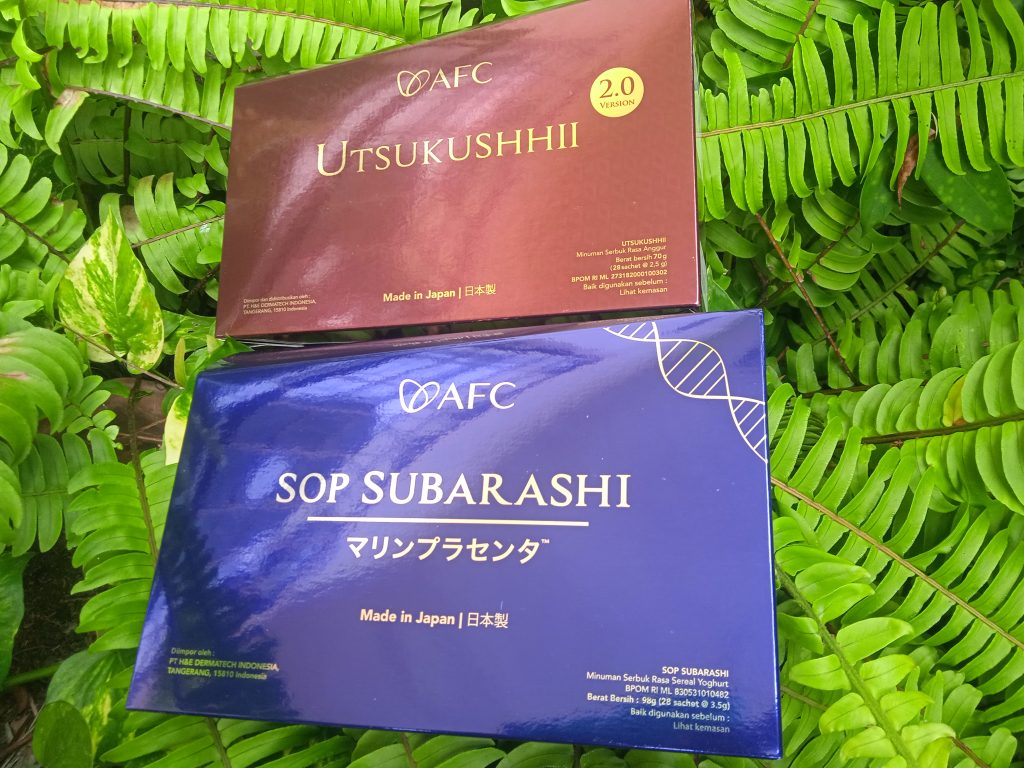 AFC
2.0
VERSION
UTSUKUSHHII
UTSUKUSHHII
Minuman Serbuk Rasa Anggur
Berat bersih 70 g
(28 sachet @ 2,5 g)
BPOM RI ML 273182000100302
Baik digunakan sebelum :
Lihat kemasan
Made in Japan | 日本製
Diimpor dan didistribusikan oleh :
PT. H&E DERMATECH INDONESIA,
TANGERANG, 15810 Indonesia
AFC
SOP SUBARASHI
マリンプラセンタ™
Made in Japan | 日本製
Diimpor oleh :
PT H&E DERMATECH INDONESIA,
TANGERANG, 15810 Indonesia
SOP SUBARASHI
Minuman Serbuk Rasa Sereal Yoghurt
BPOM RI ML 830531010482
Berat Bersih : 98g (28 sachet @ 3.5g)
Baik digunakan sebelum :
Lihat kemasan